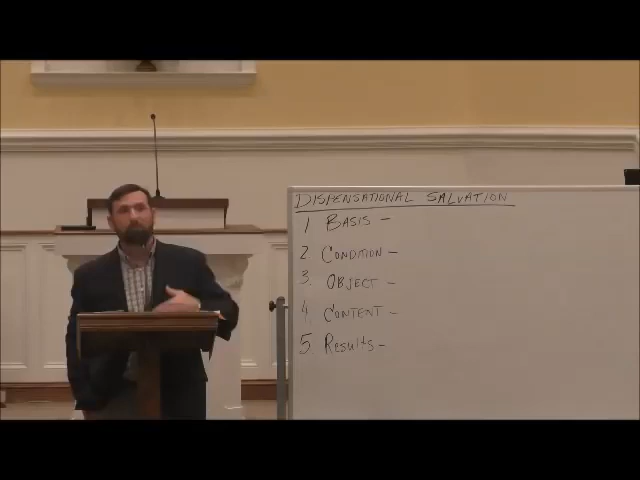 DISPENSATIONAL SALVATION
1 BASIS -
2. CONDITION -
3. OBJECT -
4. CONTENT -
5. Results -